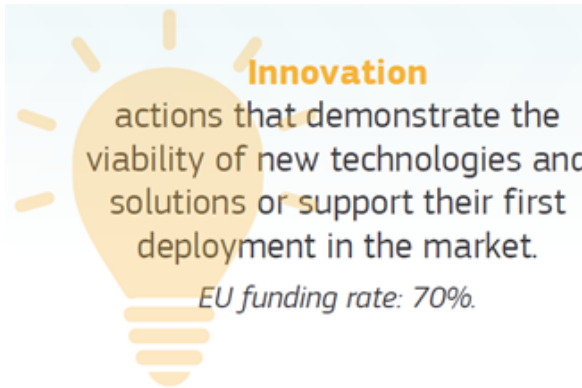 Innovation
actions that demonstrate the
viability of new technologies and
solutions or support their first
deployment in the market.
EU funding rate: 70%.